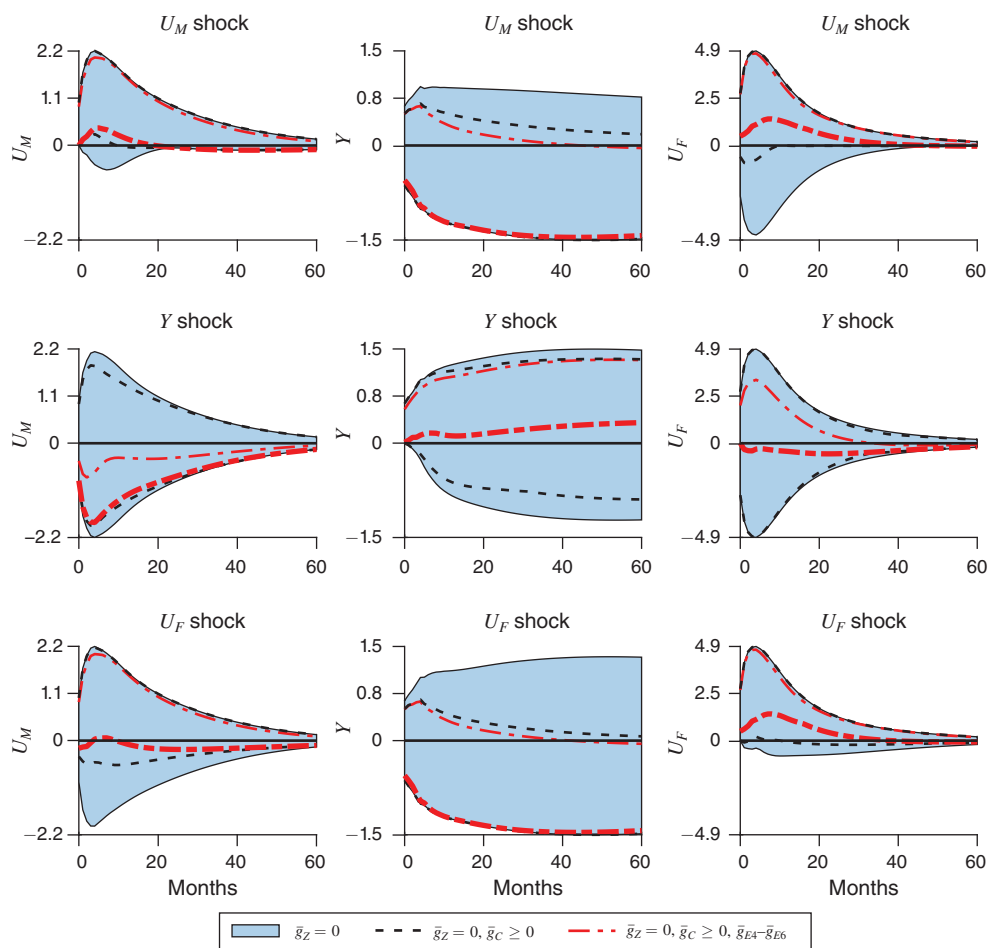 U_M shock
U_M shock
U_M shock
2.2
1.1
0
−2.2
U_M
0 20 40 60
1.5
0.8
0
−1.5
Y
0 20 40 60
4.9
2.5
0
−4.9
U_F
0 20 40 60
Y shock
Y shock
Y shock
2.2
1.1
0
−2.2
U_M
0 20 40 60
1.5
0.8
0
−1.5
Y
0 20 40 60
4.9
2.5
0
−4.9
U_F
0 20 40 60
U_F shock
U_F shock
U_F shock
2.2
1.1
0
−2.2
U_M
0 20 40 60
Months
1.5
0.8
0
−1.5
Y
0 20 40 60
Months
4.9
2.5
0
−4.9
U_F
0 20 40 60
Months
ḡ_Z = 0
ḡ_Z = 0, ḡ_C ≥ 0
ḡ_Z = 0, ḡ_C ≥ 0, ḡ_E4–ḡ_E6